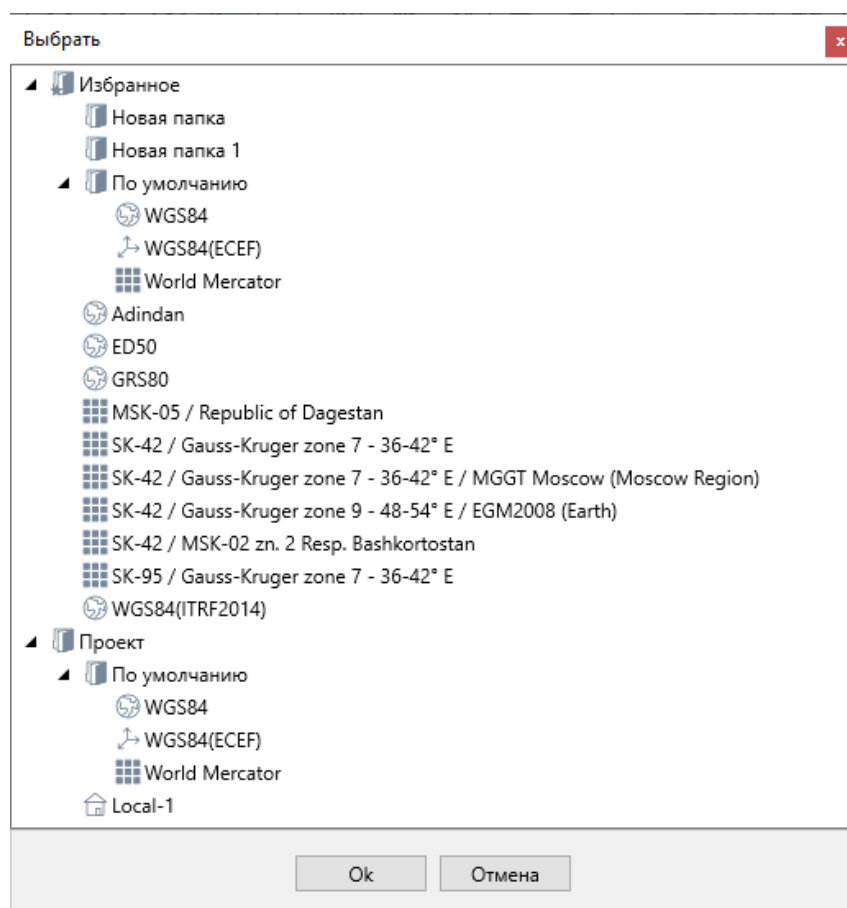 Выбрать
x
Избранное
Новая папка
Новая папка 1
По умолчанию
WGS84
WGS84(ECEF)
World Mercator
Adindan
ED50
GRS80
MSK-05 / Republic of Dagestan
SK-42 / Gauss-Kruger zone 7 - 36-42° E
SK-42 / Gauss-Kruger zone 7 - 36-42° E / MGGT Moscow (Moscow Region)
SK-42 / Gauss-Kruger zone 9 - 48-54° E / EGM2008 (Earth)
SK-42 / MSK-02 zn. 2 Resp. Bashkortostan
SK-95 / Gauss-Kruger zone 7 - 36-42° E
WGS84(ITRF2014)
Проект
По умолчанию
WGS84
WGS84(ECEF)
World Mercator
Local-1
Ok Отмена